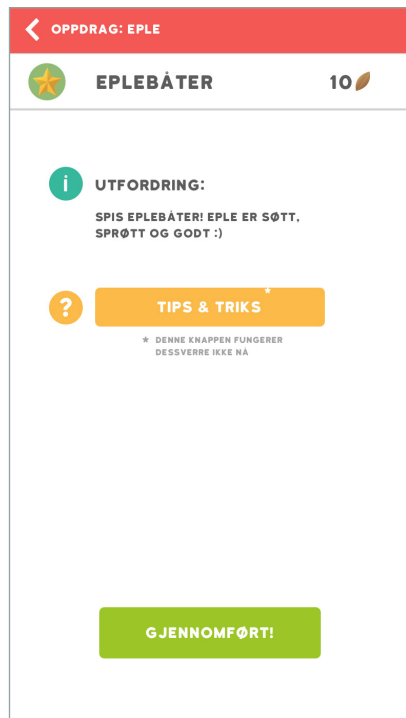 OPPDRAG: EPLE
EPLEBÅTER 10
i UTFORDRING:
SPIS EPLEBÅTER! EPLE ER SØTT,
SPRØTT OG GODT :)
? TIPS & TRIKS *
* DENNE KNAPPEN FUNGERER
DESSVERRE IKKE NÅ
GJENNOMFØRT!